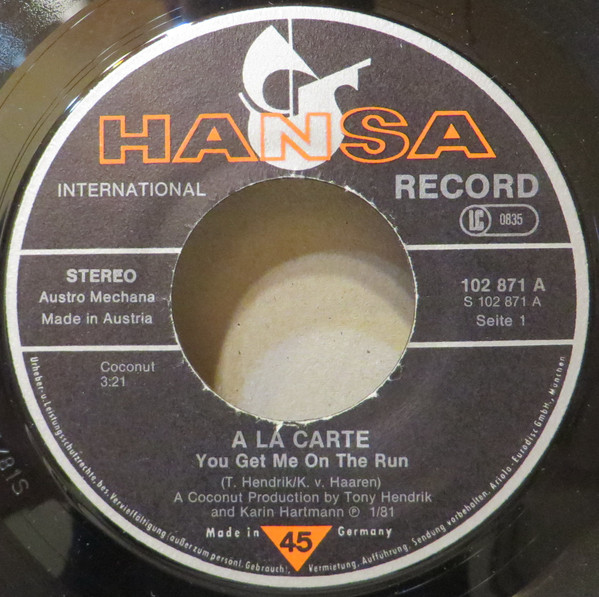 HANSA
INTERNATIONAL
RECORD
LC 0835
STEREO
Austro Mechana
Made in Austria
102 871 A
S 102 871 A
Seite 1
Coconut
3:21
A LA CARTE
You Get Me On The Run
(T. Hendrik/K. v. Haaren)
A Coconut Production by Tony Hendrik
and Karin Hartmann ℗ 1/81
Made in Germany
45
Urheber- u. Leistungsschutzrechte, bes. Vervielfältigung (außer zum persönl. Gebrauch), Vermietung, Aufführung, Sendung vorbehalten. Ariola-Eurodisc GmbH., München.